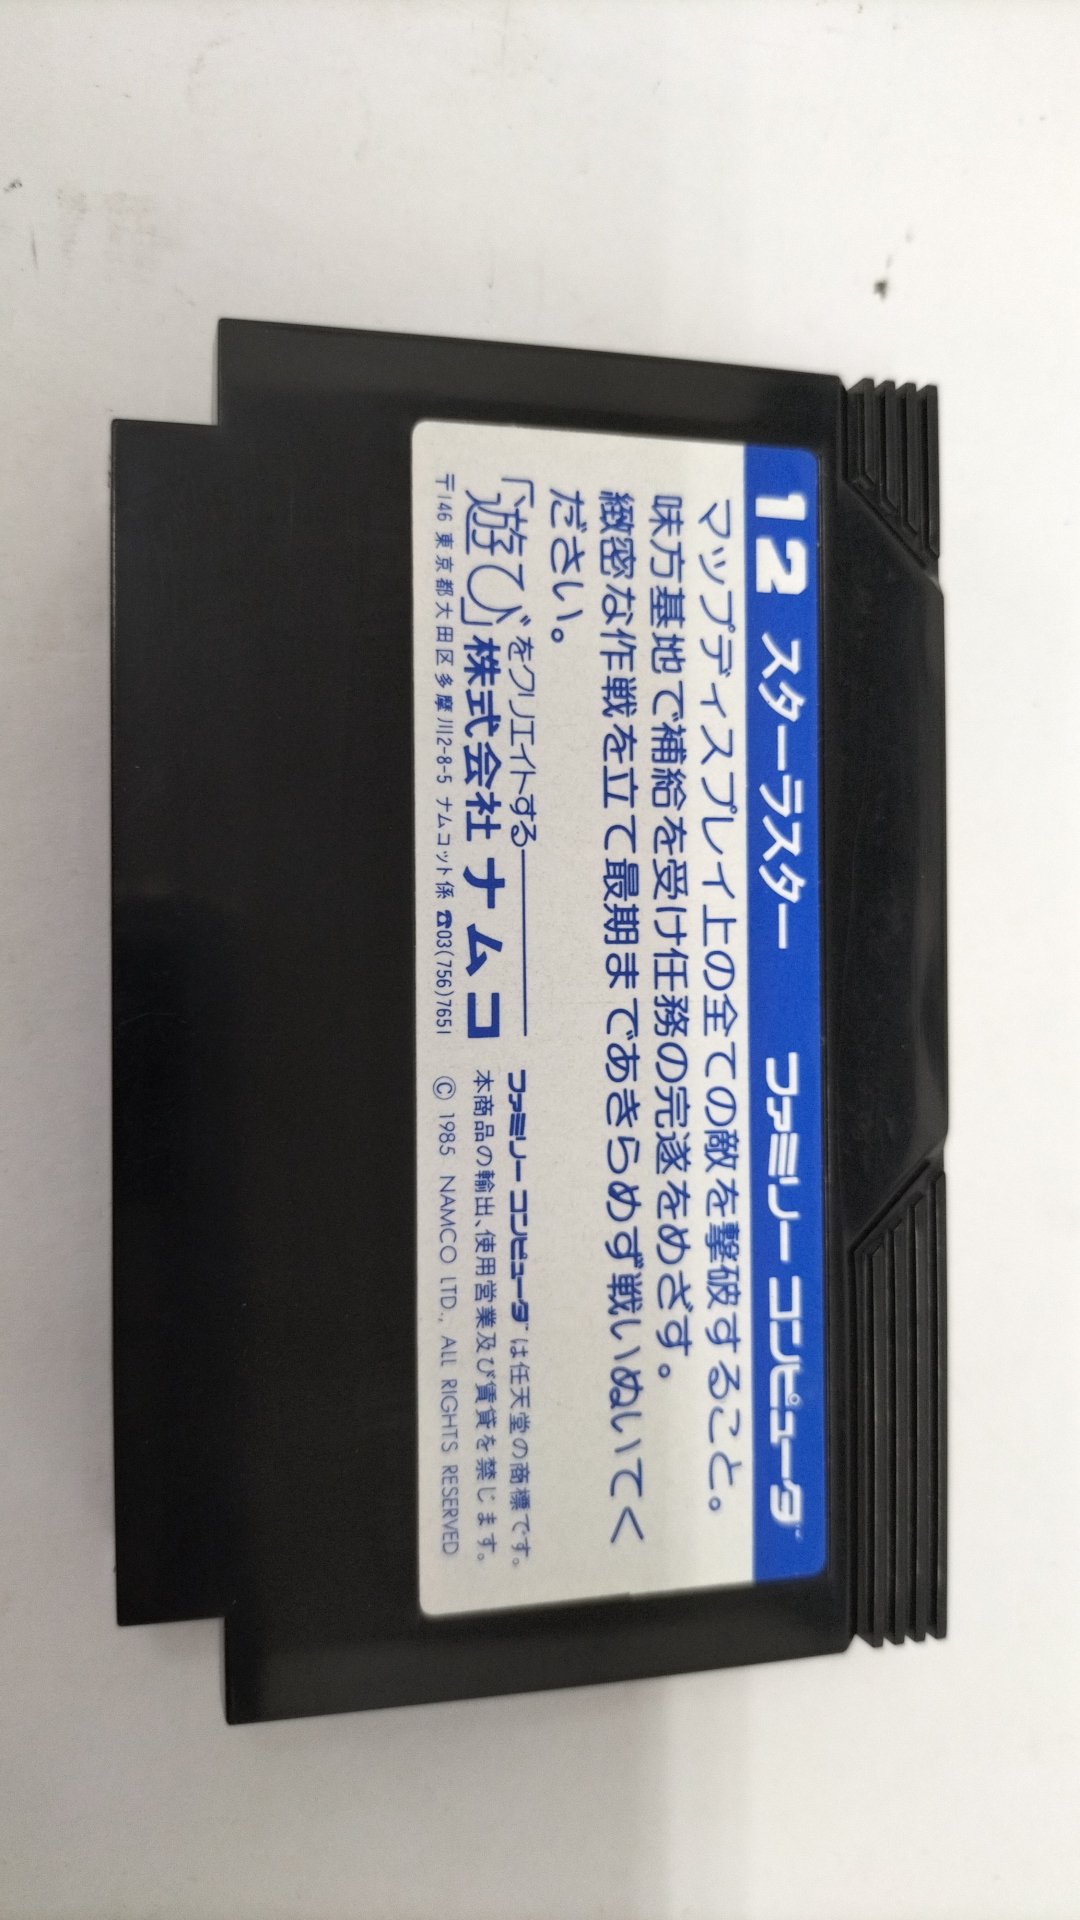 12 スターラスター ファミリー コンピュータ™
マップディスプレイ上の全ての敵を撃破すること。
味方基地で補給を受け任務の完遂をめざす。
緻密な作戦を立て最期まであきらめず戦いぬいてく
ださい。
「遊び」をクリエイトする
株式会社 ナムコ
〒146 東京都大田区多摩川2-8-5 ナムコット係 ☎03(756)7651
ファミリー コンピュータ™は任天堂の商標です。
本商品の輸出、使用営業及び賃貸を禁じます。
© 1985 NAMCO LTD., ALL RIGHTS RESERVED